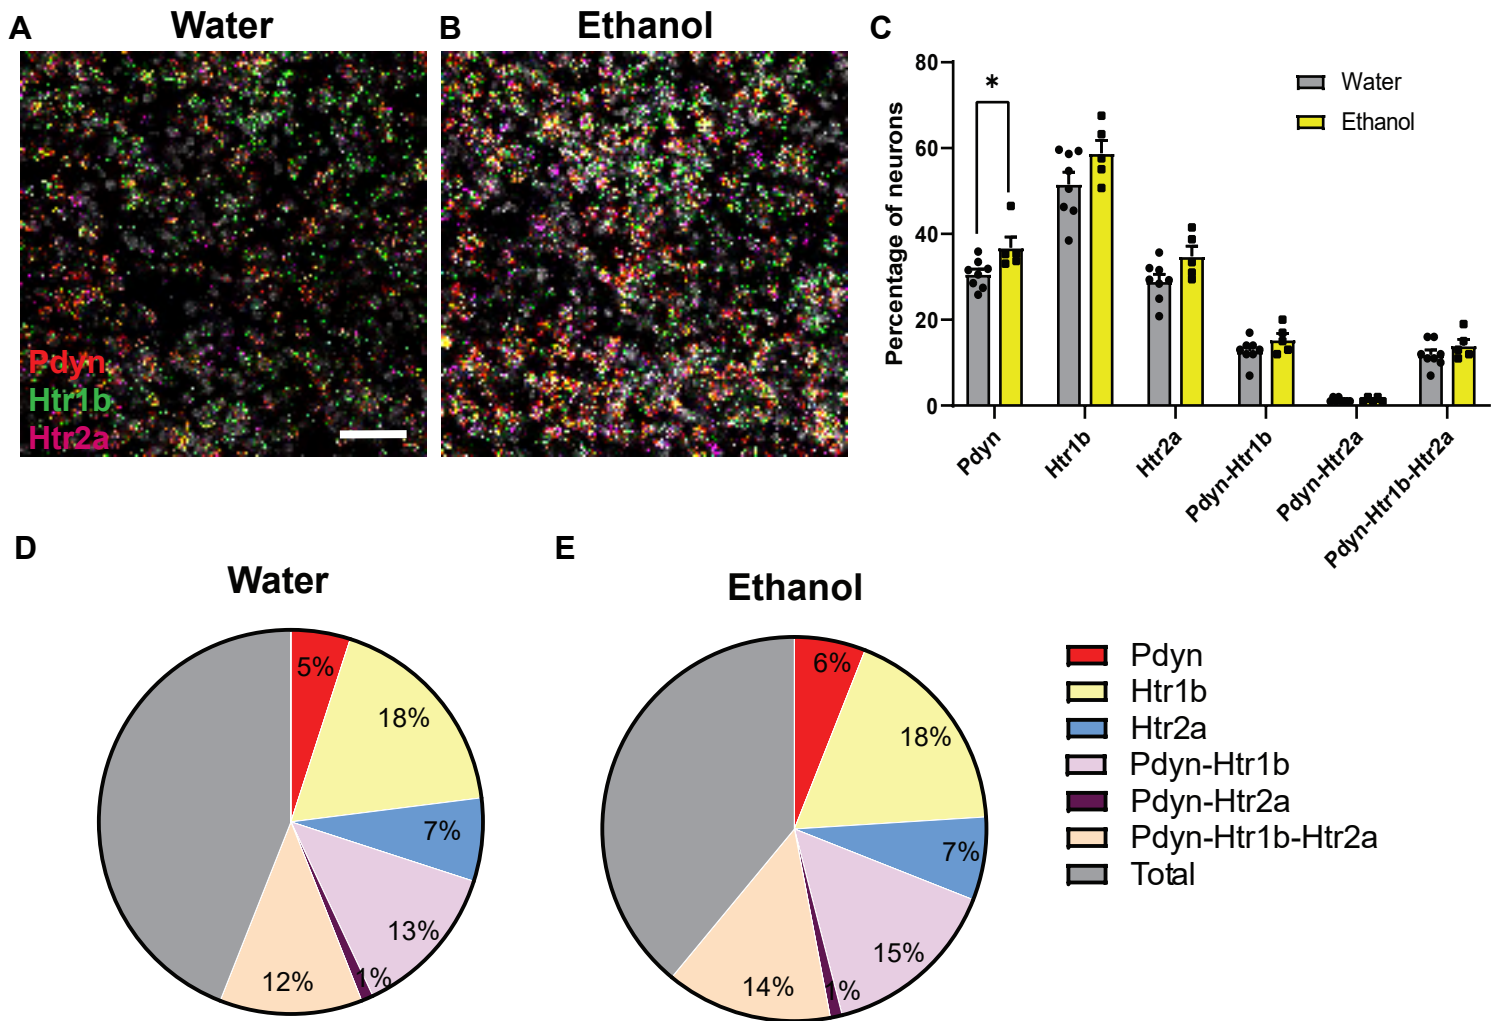 A
Water
B
Ethanol
C
Pdyn
Htr1b
Htr2a
Percentage of neurons
80
60
40
20
0
*
Water
Ethanol
Pdyn
Htr1b
Htr2a
Pdyn-Htr1b
Pdyn-Htr2a
Pdyn-Htr1b-Htr2a
D
Water
5%
18%
7%
13%
1%
12%
E
Ethanol
6%
18%
7%
15%
1%
14%
Pdyn
Htr1b
Htr2a
Pdyn-Htr1b
Pdyn-Htr2a
Pdyn-Htr1b-Htr2a
Total